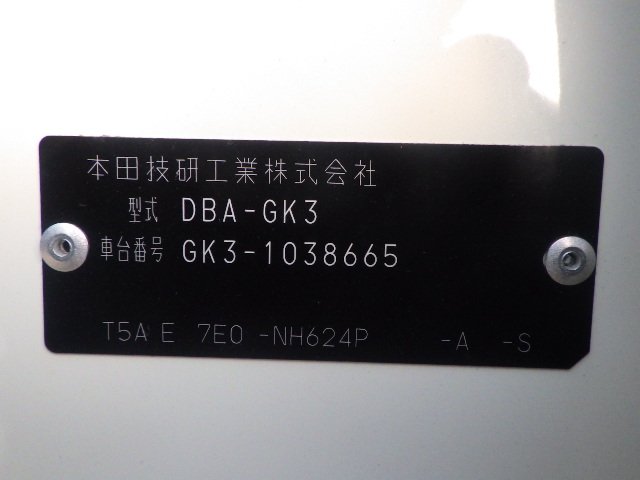 本田技研工業株式会社
型式 DBA-GK3
車台番号 GK3-1038665
T5A E 7E0 -NH624P -A -S